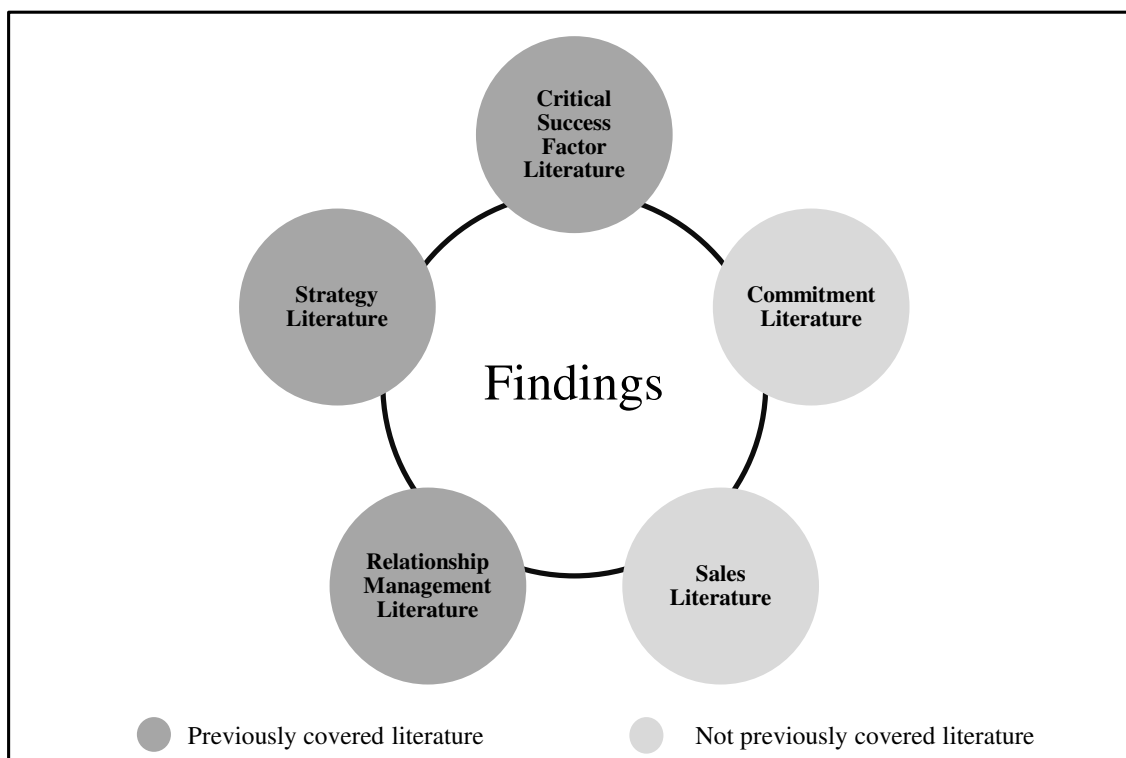 Critical
Success
Factor
Literature
Strategy
Literature
Commitment
Literature
Findings
Relationship
Management
Literature
Sales
Literature
Previously covered literature
Not previously covered literature